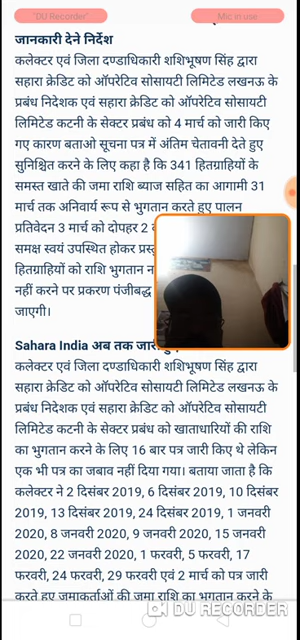 "DU Recorder"
Mic in use
जानकारी देने निर्देश
कलेक्टर एवं जिला दण्डाधिकारी शशिभूषण सिंह द्वारा
सहारा क्रेडिट को ऑपरेटिव सोसायटी लिमिटेड लखनऊ के
प्रबंध निदेशक एवं सहारा क्रेडिट को ऑपरेटिव सोसायटी
लिमिटेड कटनी के सेक्टर प्रबंध को 4 मार्च को जारी किए
गए कारण बताओ सूचना पत्र में अंतिम चेतावनी देते हुए
सुनिश्चित करने के लिए कहा है कि 341 हितग्राहियों के
समस्त खाते की जमा राशि ब्याज सहित का आगामी 31
मार्च तक अनिवार्य रूप से भुगतान करते हुए पालन
प्रतिवेदन 3 मार्च को दोपहर 2
समक्ष स्वयं उपस्थित होकर
हितग्राहियों को राशि भुगतान
नहीं करने पर प्रकरण पंजीबद्ध
जाएगी।
Sahara India अब तक
कलेक्टर एवं जिला दण्डाधिकारी शशिभूषण सिंह द्वारा
सहारा क्रेडिट को ऑपरेटिव सोसायटी लिमिटेड लखनऊ के
प्रबंध निदेशक एवं सहारा क्रेडिट को ऑपरेटिव सोसायटी
लिमिटेड कटनी के सेक्टर प्रबंध को खाताधारियों की राशि
का भुगतान करने के लिए 16 बार पत्र जारी किए थे लेकिन
एक भी पत्र का जबाव नहीं दिया गया। बताया जाता है कि
कलेक्टर ने 2 दिसंबर 2019, 6 दिसंबर 2019, 10 दिसंबर
2019, 13 दिसंबर 2019, 24 दिसंबर 2019, 1 जनवरी
2020, 8 जनवरी 2020, 9 जनवरी 2020, 15 जनवरी
2020, 22 जनवरी 2020, 1 फरवरी, 5 फरवरी, 17
फरवरी, 24 फरवरी, 29 फरवरी एवं 2 मार्च को पत्र जारी
करते हुए जमाकर्ताओं की जमा राशि का भुगतान करने के
DU RECORDER